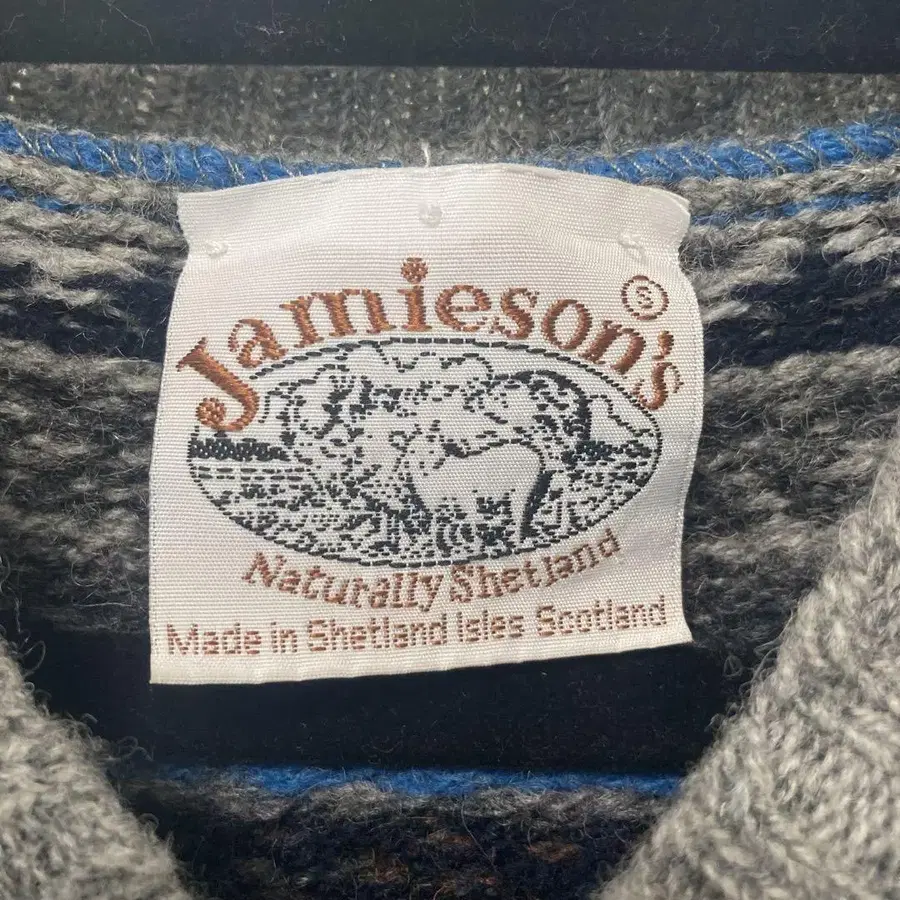 Jamieson's
S
Naturally Shetland
Made in Shetland Isles Scotland